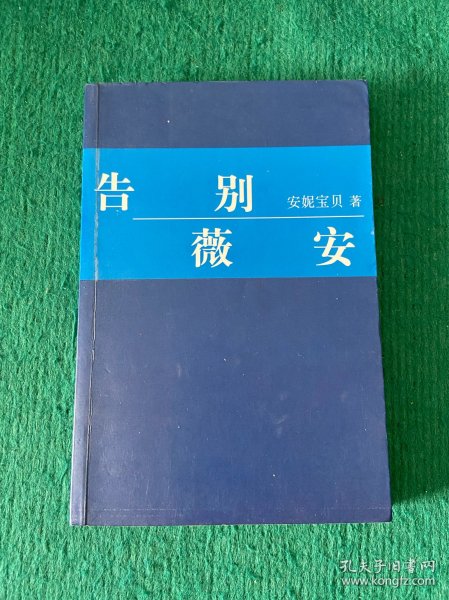 告 别
安妮宝贝 著
薇 安
孔夫子旧书网
www.kongfz.com